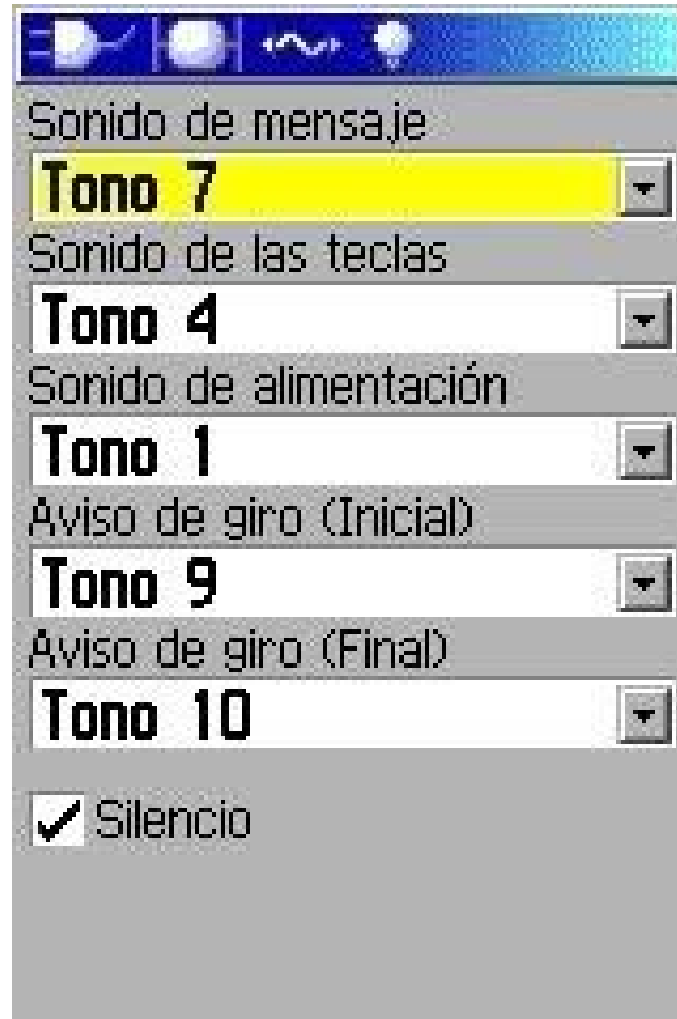 Sonido de mensaje
Tono 7
Sonido de las teclas
Tono 4
Sonido de alimentación
Tono 1
Aviso de giro (Inicial)
Tono 9
Aviso de giro (Final)
Tono 10
Silencio